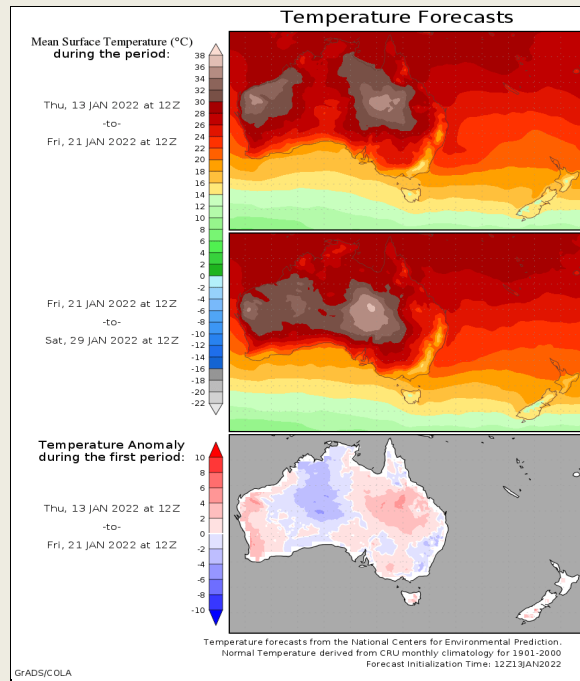 Temperature Forecasts
Mean Surface Temperature (°C)
during the period:
Thu, 13 JAN 2022 at 12Z
-to-
Fri, 21 JAN 2022 at 12Z
38
36
34
32
30
28
26
24
22
20
18
16
14
12
10
8
6
4
2
0
-2
-4
-6
-8
-10
-12
-14
-16
-18
-20
-22
Fri, 21 JAN 2022 at 12Z
-to-
Sat, 29 JAN 2022 at 12Z
Temperature Anomaly
during the first period:
Thu, 13 JAN 2022 at 12Z
-to-
Fri, 21 JAN 2022 at 12Z
10
8
6
4
2
0
-2
-4
-6
-8
-10
Temperature forecasts from the National Centers for Environmental Prediction.
Normal Temperature derived from CRU monthly climatology for 1901-2000
Forecast Initialization Time: 12Z13JAN2022
GrADS/COLA